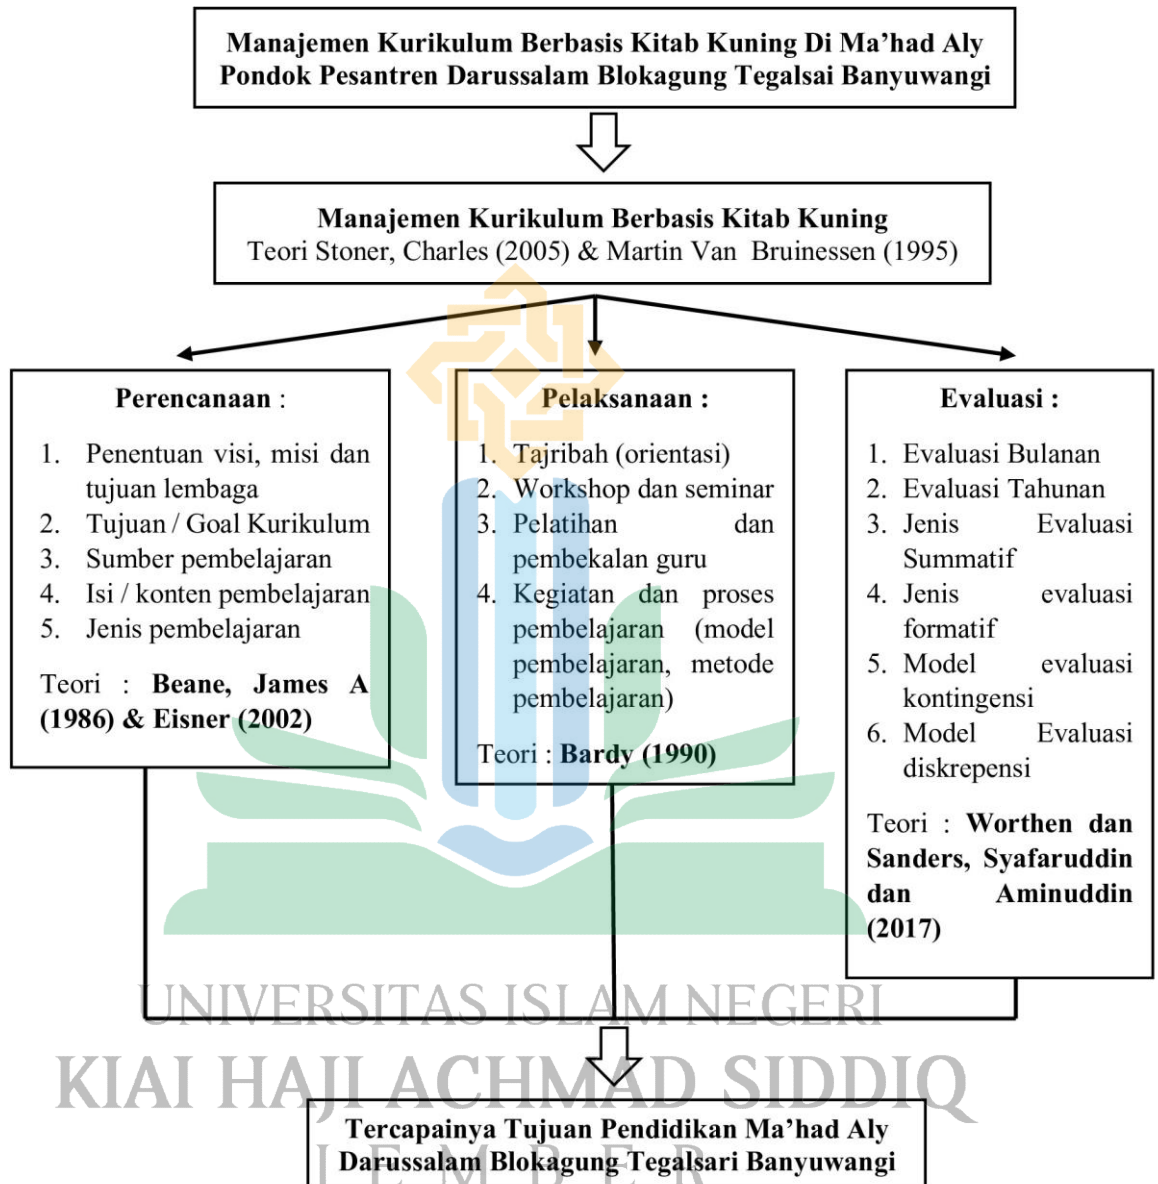 Manajemen Kurikulum Berbasis Kitab Kuning Di Ma’had Aly
Pondok Pesantren Darussalam Blokagung Tegalsai Banyuwangi
Manajemen Kurikulum Berbasis Kitab Kuning
Teori Stoner, Charles (2005) & Martin Van Bruinessen (1995)
Perencanaan :
1. Penentuan visi, misi dan
tujuan lembaga
2. Tujuan / Goal Kurikulum
3. Sumber pembelajaran
4. Isi / konten pembelajaran
5. Jenis pembelajaran
Teori : Beane, James A
(1986) & Eisner (2002)
Pelaksanaan :
1. Tajribah (orientasi)
2. Workshop dan seminar
3. Pelatihan dan
pembekalan guru
4. Kegiatan dan proses
pembelajaran (model
pembelajaran, metode
pembelajaran)
Teori : Bardy (1990)
Evaluasi :
1. Evaluasi Bulanan
2. Evaluasi Tahunan
3. Jenis Evaluasi
Summatif
4. Jenis evaluasi
formatif
5. Model evaluasi
kontingensi
6. Model Evaluasi
diskrepensi
Teori : Worthen dan
Sanders, Syafaruddin
dan Aminuddin
(2017)
UNIVERSITAS ISLAM NEGERI
KIAI HAJI ACHMAD SIDDIQ
JEMBER
Tercapainya Tujuan Pendidikan Ma’had Aly
Darussalam Blokagung Tegalsari Banyuwangi